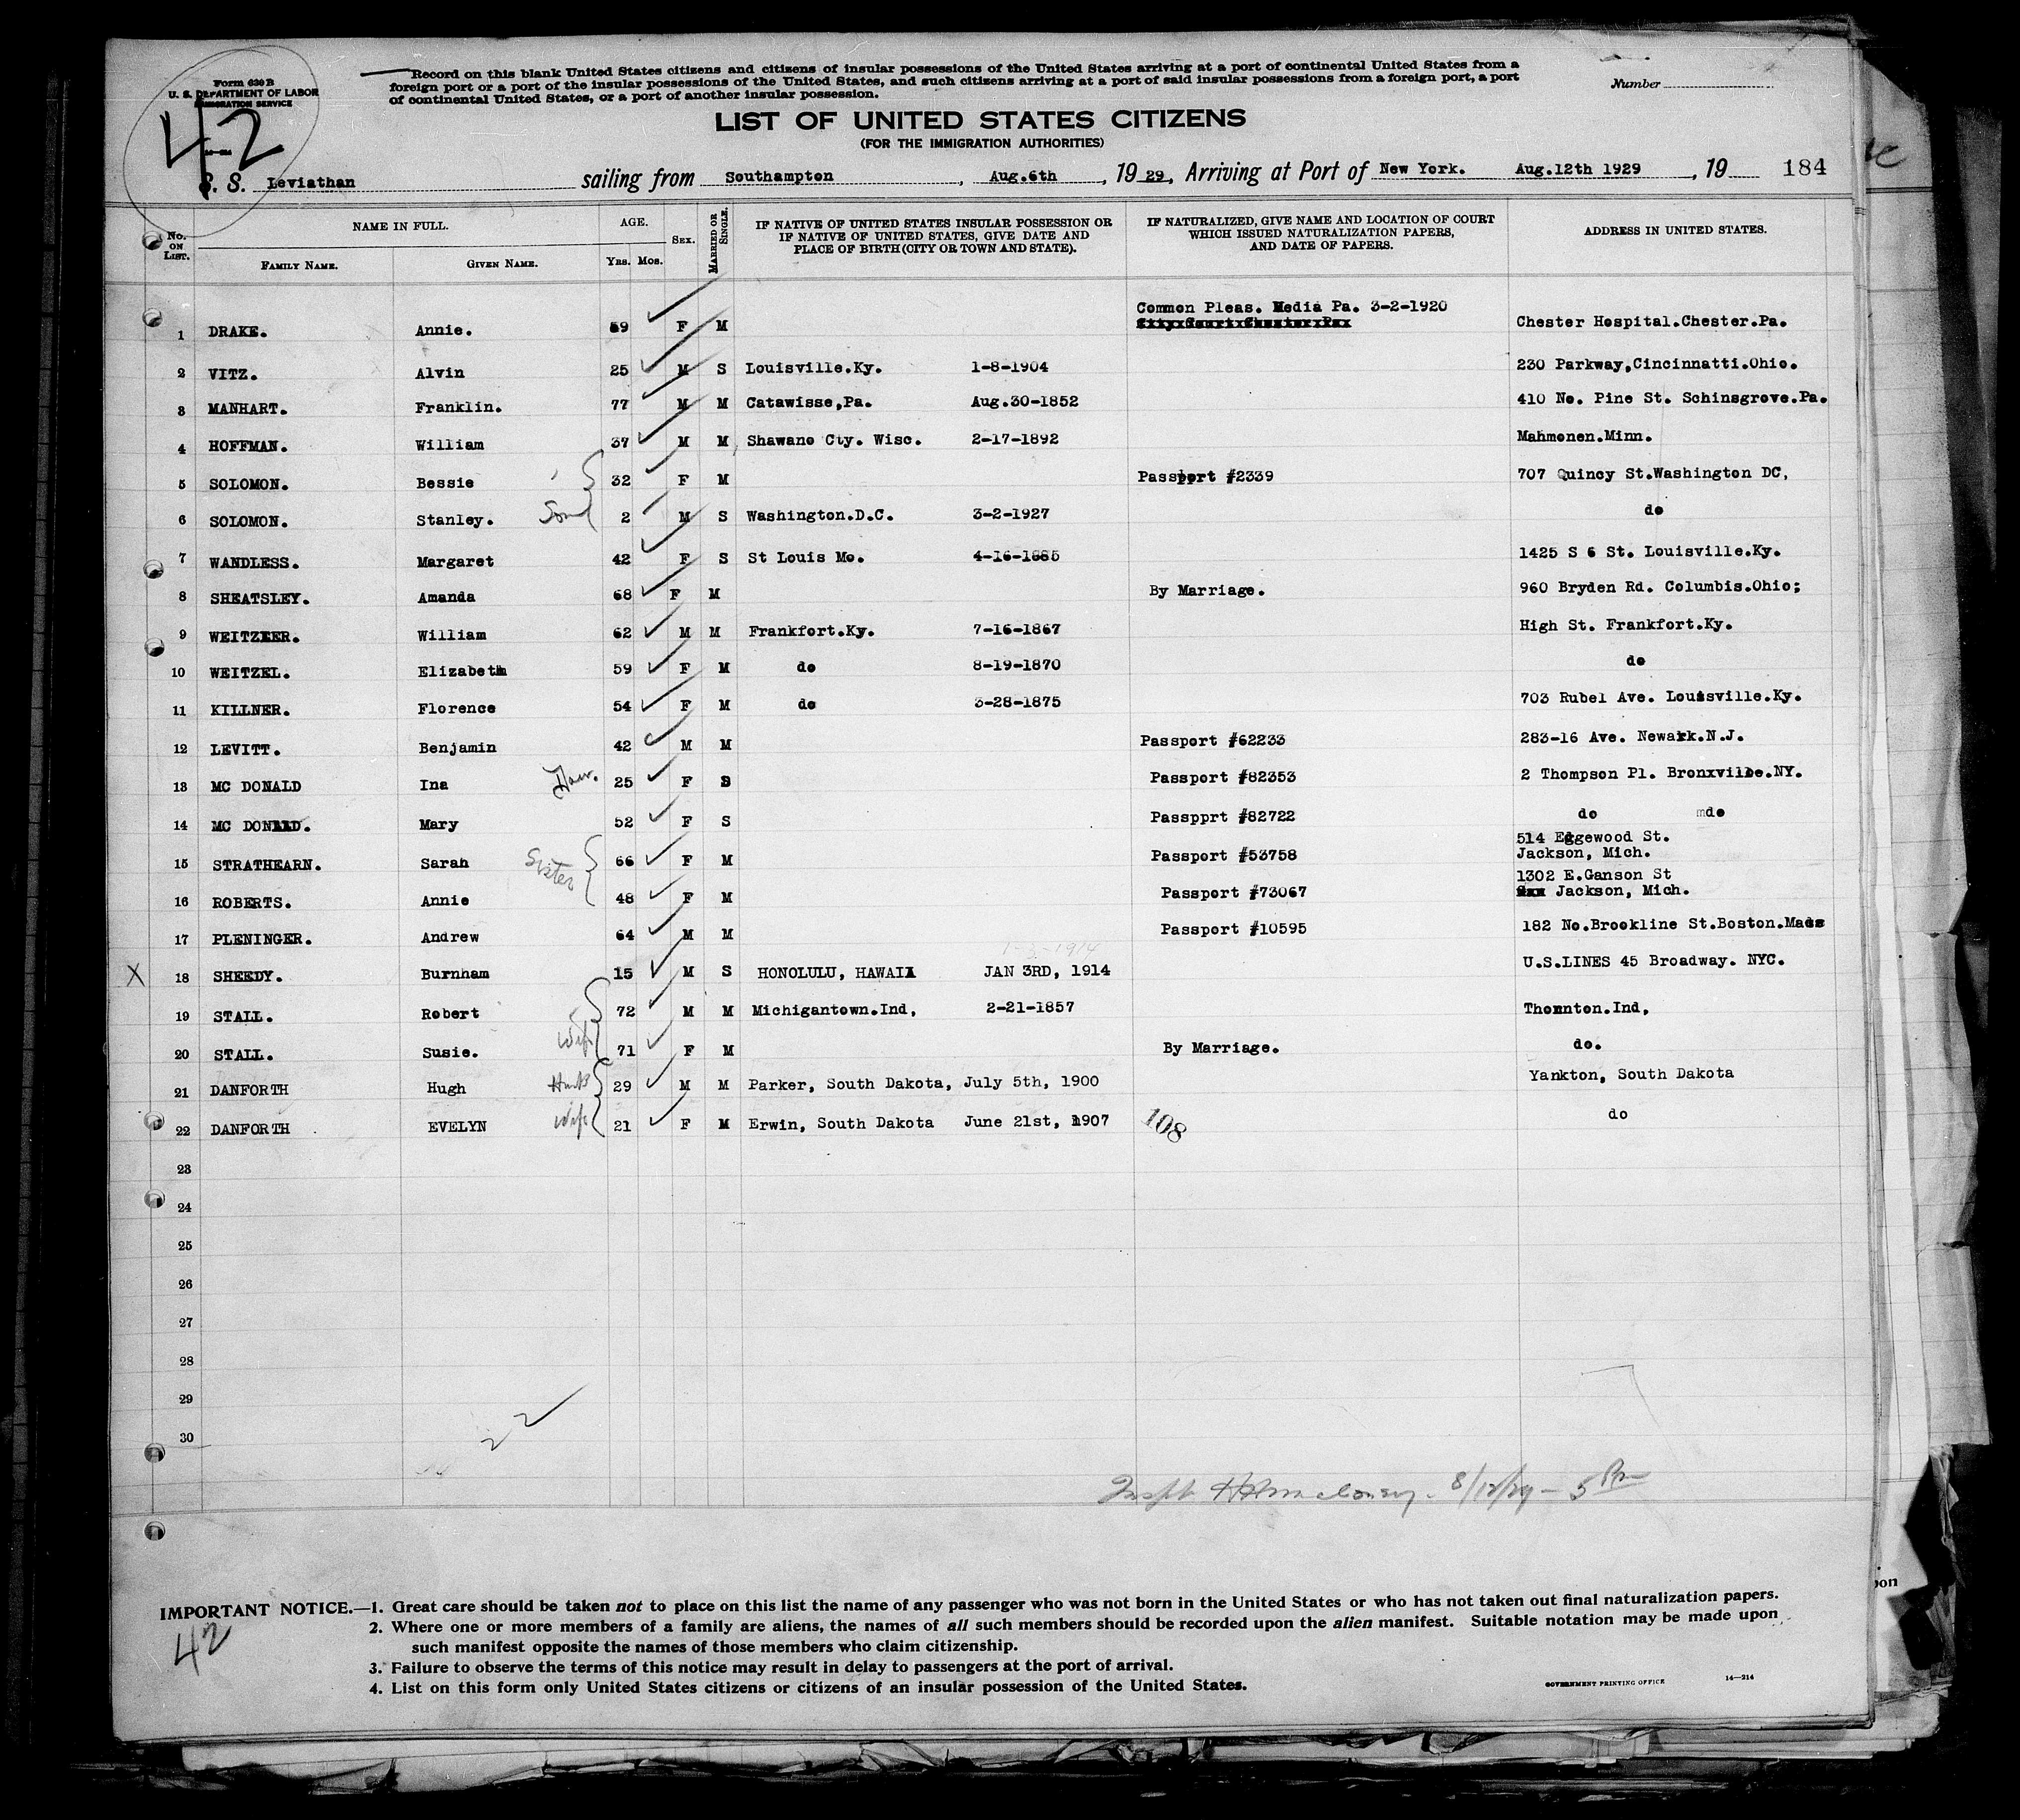 Form 630 B
U. S. DEPARTMENT OF LABOR
IMMIGRATION SERVICE
42
Record on this blank United States citizens and citizens of insular possessions of the United States arriving at a port of continental United States from a
foreign port or a port of the insular possessions of the United States, and such citizens arriving at a port of said insular possessions from a foreign port, a port
of continental United States, or a port of another insular possession.
Number
LIST OF UNITED STATES CITIZENS
(FOR THE IMMIGRATION AUTHORITIES)
S. S. Leviathan sailing from Southampton , Aug.6th , 19 29, Arriving at Port of New York. Aug.12th 1929 , 19 184
No. ON LIST. NAME IN FULL. AGE. SEX. MARRIED OR SINGLE. IF NATIVE OF UNITED STATES INSULAR POSSESSION OR IF NATIVE OF UNITED STATES, GIVE DATE AND PLACE OF BIRTH (CITY OR TOWN AND STATE). IF NATURALIZED, GIVE NAME AND LOCATION OF COURT WHICH ISSUED NATURALIZATION PAPERS, AND DATE OF PAPERS. ADDRESS IN UNITED STATES.
FAMILY NAME. GIVEN NAME. YRS. MOS.
Common Pleas. Media Pa. 3-2-1920
1 DRAKE. Annie. 59 F M Chester Hospital.Chester.Pa.
2 VITZ. Alvin 25 M S Louisville.Ky. 1-8-1904 230 Parkway,Cincinnatti.Ohio.
3 MANHART. Franklin. 77 M M Catawisse,Pa. Aug.30-1852 410 No. Pine St. Schinsgrove.Pa.
4 HOFFMAN. William 37 M M Shawano Cty. Wisc. 2-17-1892 Mahmonen.Minn.
5 SOLOMON. Bessie 32 F M Passport #2339 707 Quincy St.Washington DC,
6 SOLOMON. Stanley. Son 2 M S Washington.D.C. 3-2-1927 do
7 WANDLESS. Margaret 42 F S St Louis Mo. 4-16-1885 1425 S 6 St. Louisville.Ky.
8 SHEATSLEY. Amanda 68 F M By Marriage. 960 Bryden Rd. Columbis.Ohio;
9 WEITZEER. William 62 M M Frankfort.Ky. 7-16-1867 High St. Frankfort.Ky.
10 WEITZEL. Elizabeth 59 F M do 8-19-1870 do
11 KILLNER. Florence 54 F M do 3-28-1875 703 Rubel Ave. Louisville.Ky.
12 LEVITT. Benjamin 42 M M Passport #62233 283-16 Ave. Newark.N.J.
13 MC DONALD Ina 25 F S Passport #82353 2 Thompson Pl. Bronxville.NY.
14 MC DONALD. Mary 52 F S Passpprt #82722 do mdo
514 Edgewood St.
15 STRATHEARN. Sarah Sister 66 F M Passport #53758 Jackson, Mich.
1302 E.Ganson St
16 ROBERTS. Annie 48 F M Passport #73067 Jackson, Mich.
17 PLENINGER. Andrew 64 M M Passport #10595 182 No.Brookline St.Boston.Mass
1-3-1914
X 18 SHEEDY. Burnham 15 M S HONOLULU, HAWAII JAN 3RD, 1914 U.S.LINES 45 Broadway. NYC.
19 STALL. Robert 72 M M Michigantown.Ind, 2-21-1857 Thornton.Ind,
20 STALL. Susie. Wife 71 F M By Marriage. do.
21 DANFORTH Hugh Husb 29 M M Parker, South Dakota, July 5th, 1900 Yankton, South Dakota
22 DANFORTH EVELYN Wife 21 F M Erwin, South Dakota June 21st, 1907 108 do
23
24
25
26
27
28
29
30
22
Joseph 8/12/29 – 5 Pm
IMPORTANT NOTICE.—1. Great care should be taken not to place on this list the name of any passenger who was not born in the United States or who has not taken out final naturalization papers.
2. Where one or more members of a family are aliens, the names of all such members should be recorded upon the alien manifest. Suitable notation may be made upon
such manifest opposite the names of those members who claim citizenship.
3. Failure to observe the terms of this notice may result in delay to passengers at the port of arrival.
4. List on this form only United States citizens or citizens of an insular possession of the United States.
42
GOVERNMENT PRINTING OFFICE 14—214